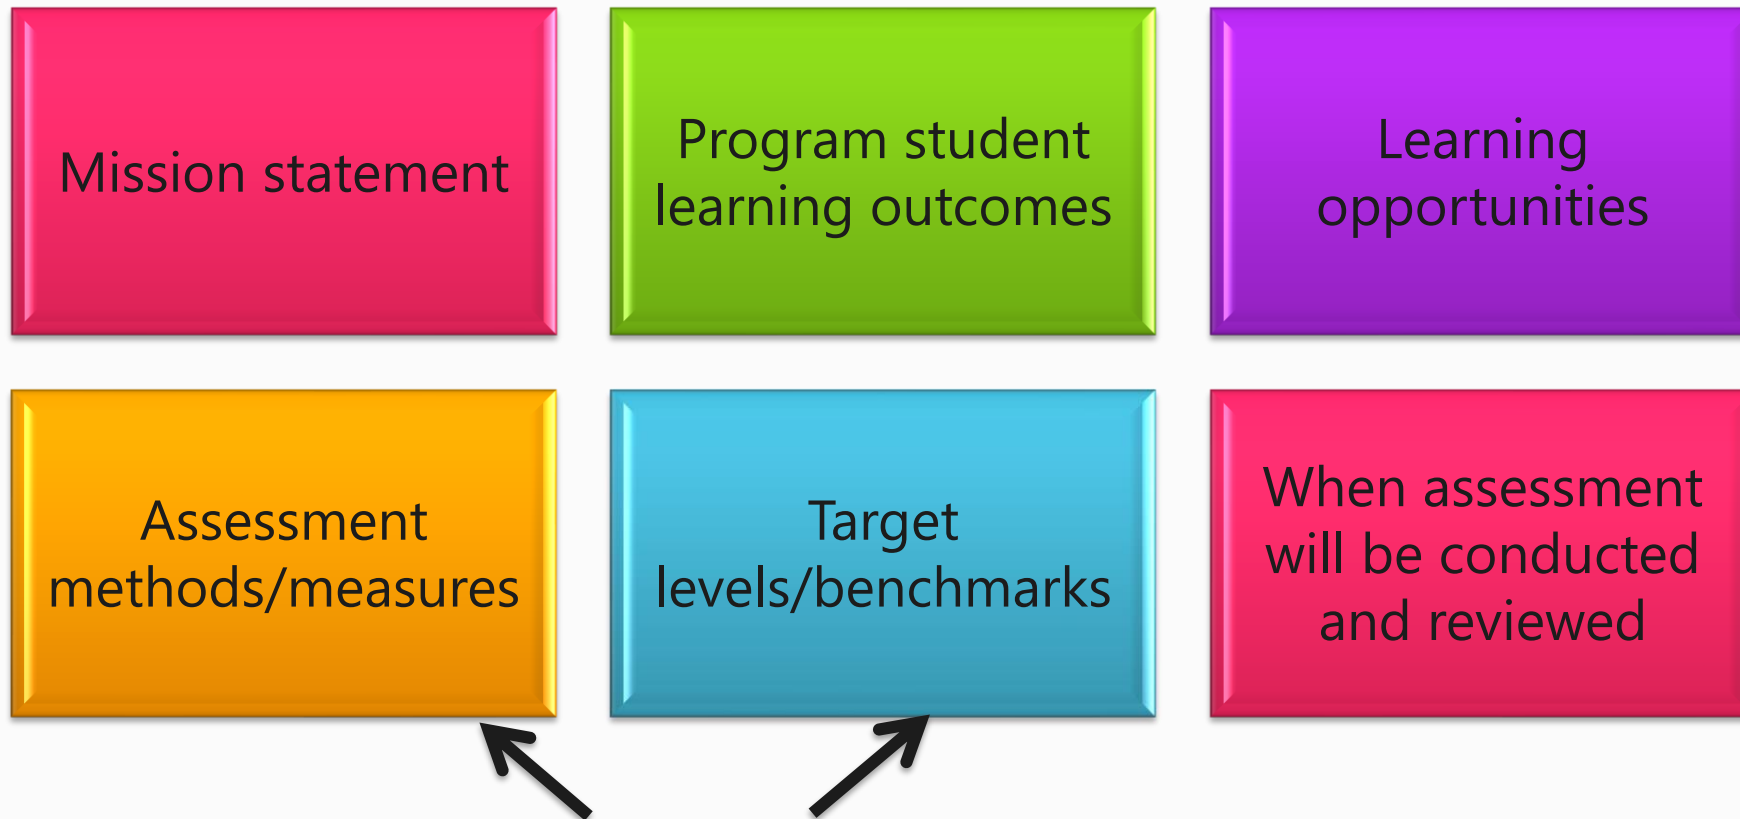 Mission statement
Program student
learning outcomes
Learning
opportunities
Assessment
methods/measures
Target
levels/benchmarks
When assessment
will be conducted
and reviewed